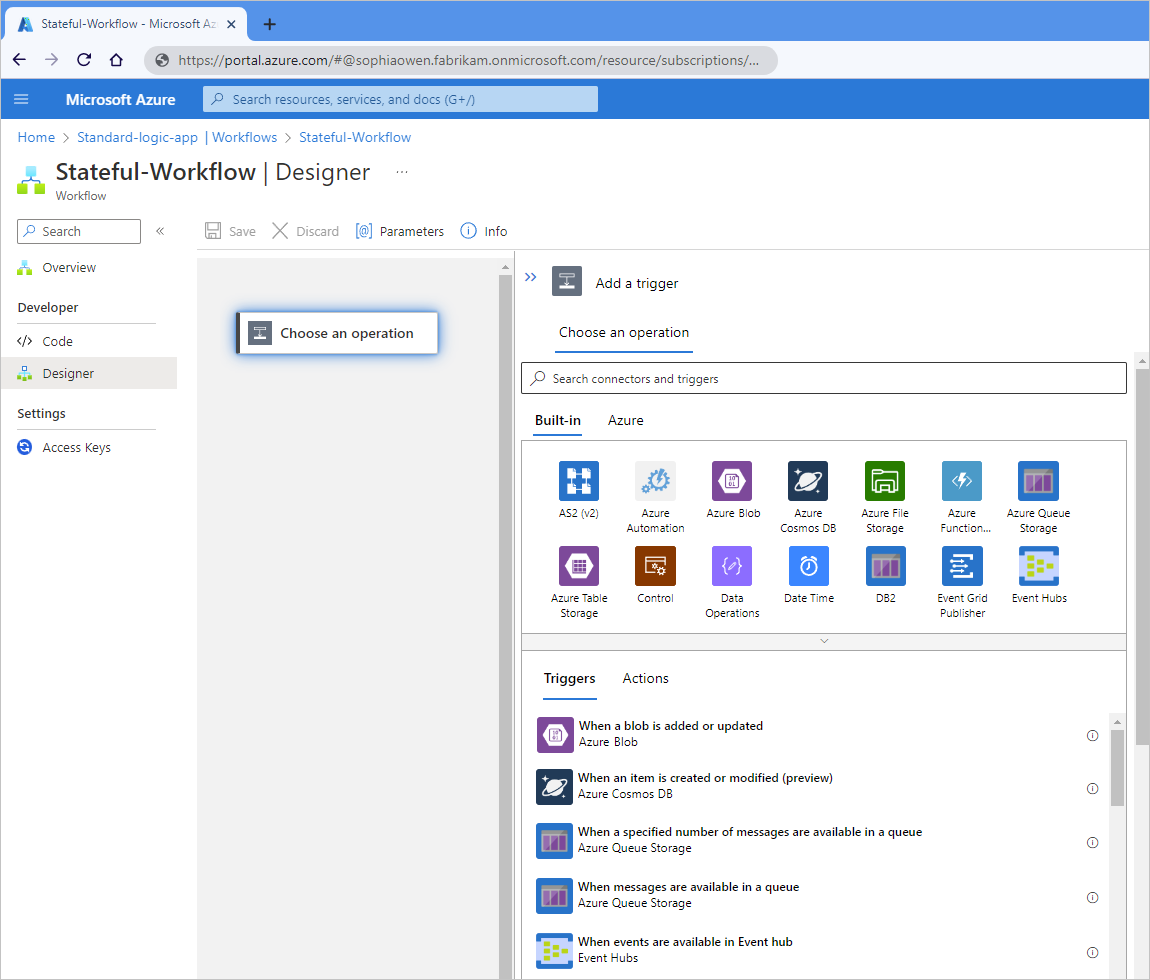 Stateful-Workflow - Microsoft Az
https://portal.azure.com/#@sophiaowen.fabrikam.onmicrosoft.com/resource/subscriptions/...
Microsoft Azure
Search resources, services, and docs (G+/)
Home > Standard-logic-app | Workflows > Stateful-Workflow
Stateful-Workflow | Designer ...
Workflow
Search
«
Save
Discard
Parameters
Info
Overview
Developer
Code
Designer
Settings
Access Keys
Choose an operation
Add a trigger
Choose an operation
Search connectors and triggers
Built-in
Azure
AS2 (v2)
Azure
Automation
Azure Blob
Azure
Cosmos DB
Azure File
Storage
Azure
Function...
Azure Queue
Storage
Azure Table
Storage
Control
Data
Operations
Date Time
DB2
Event Grid
Publisher
Event Hubs
Triggers
Actions
When a blob is added or updated
Azure Blob
When an item is created or modified (preview)
Azure Cosmos DB
When a specified number of messages are available in a queue
Azure Queue Storage
When messages are available in a queue
Azure Queue Storage
When events are available in Event hub
Event Hubs